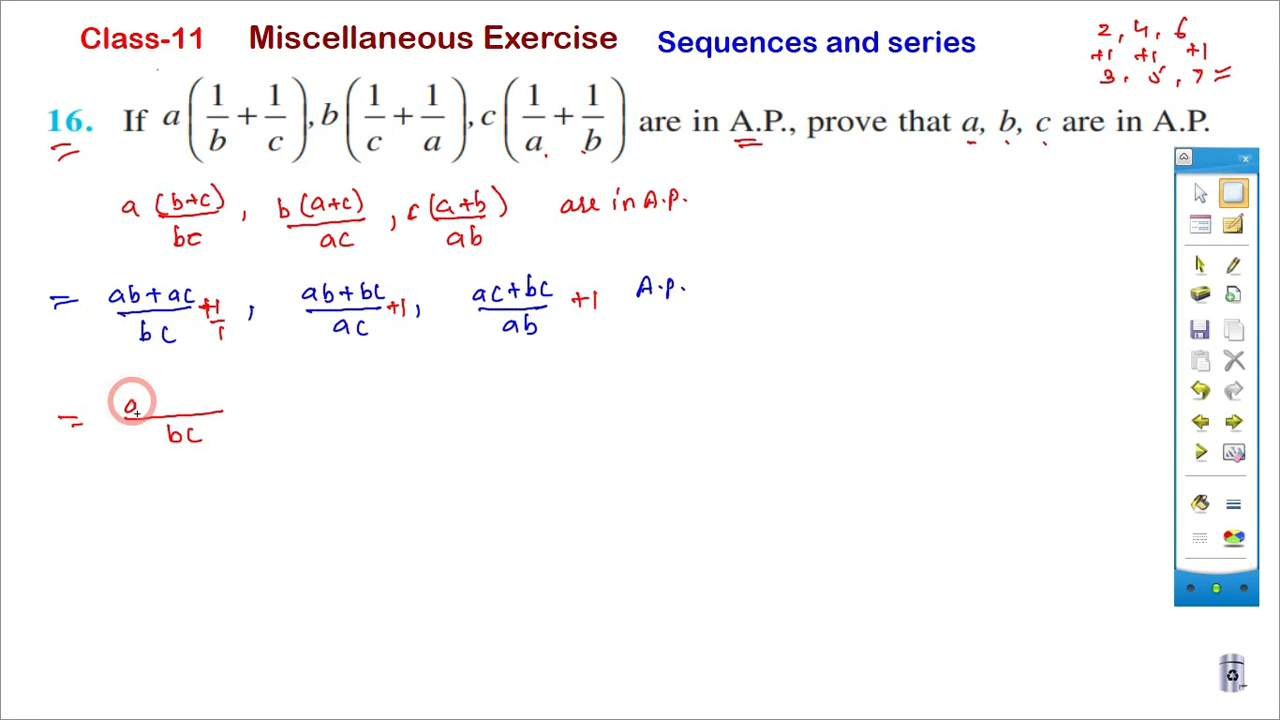 Class-11 Miscellaneous Exercise Sequences and series
2, 4, 6
+1 +1 +1
3, 5, 7 =
16. If a(1/b + 1/c), b(1/c + 1/a), c(1/a + 1/b) are in A.P., prove that a, b, c are in A.P.
a (b+c)/bc , b(a+c)/ac , c(a+b)/ab are in A.P.
= ab+ac/bc +1/1 , ab+bc/ac +1 , ac+bc/ab +1 A.P.
= a/bc